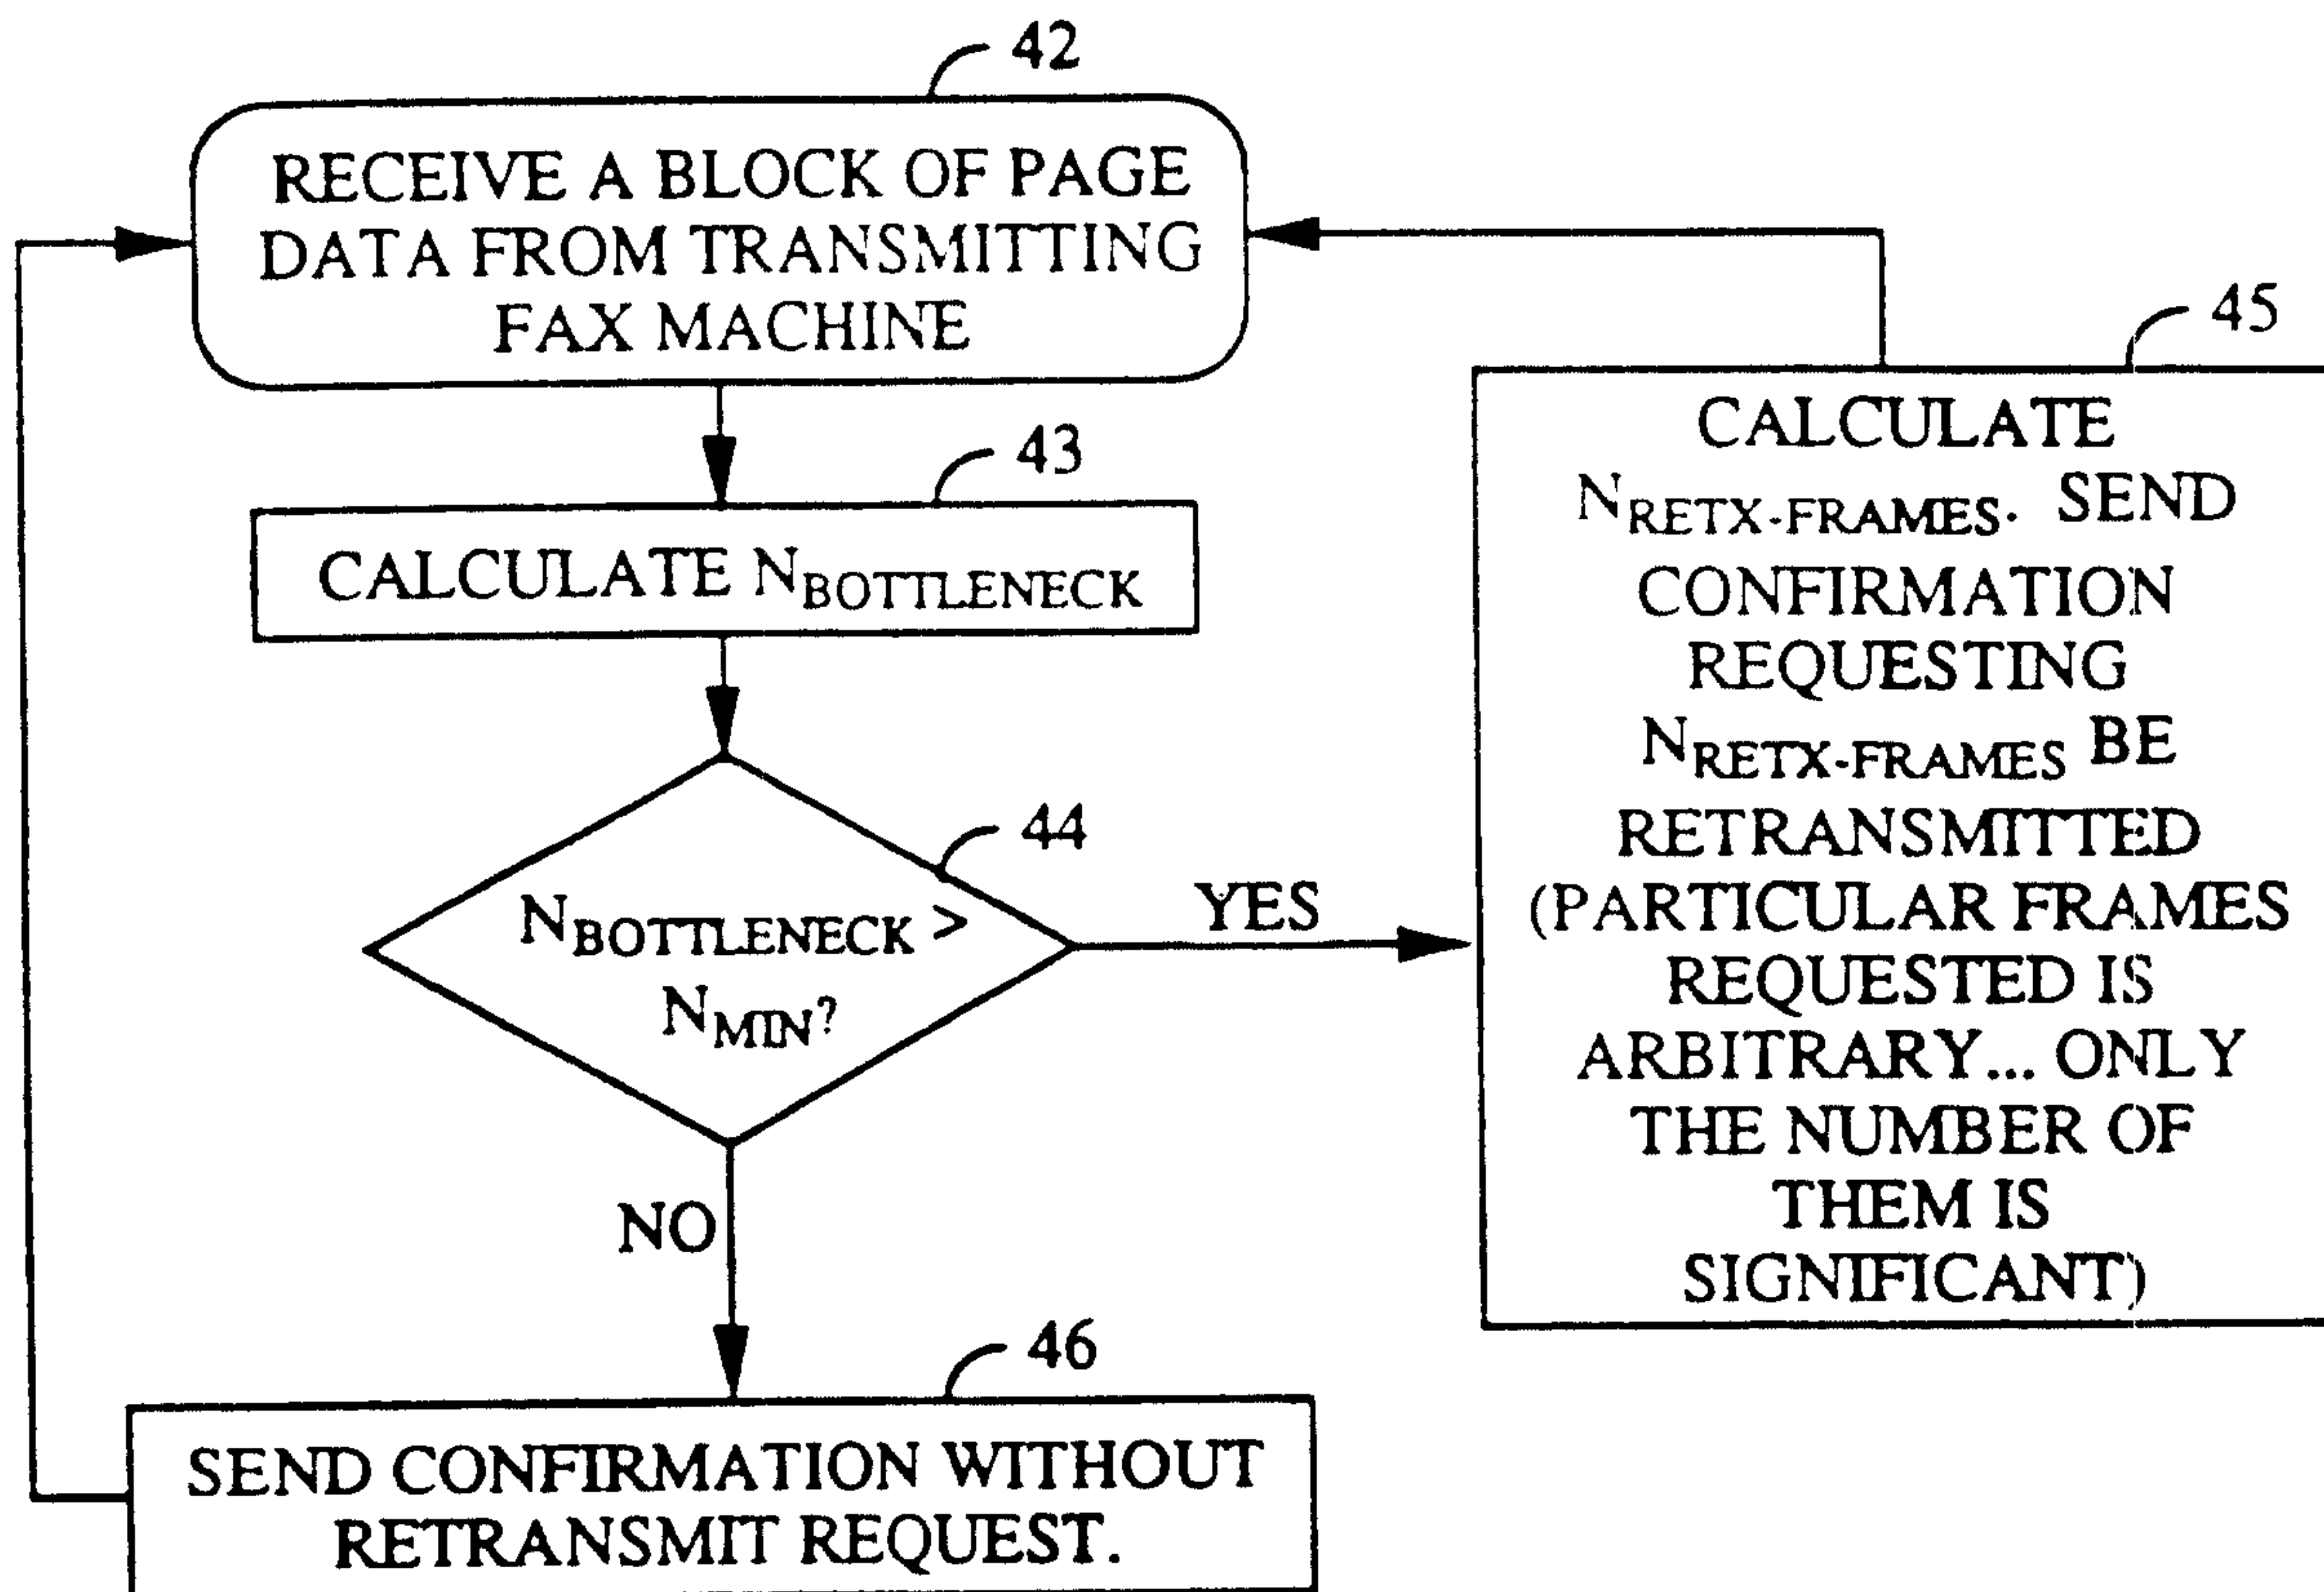 42
RECEIVE A BLOCK OF PAGE
DATA FROM TRANSMITTING
FAX MACHINE
43
CALCULATE NBOTTLENECK
44
NBOTTLENECK >
NMIN?
YES
NO
45
CALCULATE
NRETX-FRAMES. SEND
CONFIRMATION
REQUESTING
NRETX-FRAMES BE
RETRANSMITTED
(PARTICULAR FRAMES
REQUESTED IS
ARBITRARY... ONLY
THE NUMBER OF
THEM IS
SIGNIFICANT)
46
SEND CONFIRMATION WITHOUT
RETRANSMIT REQUEST.